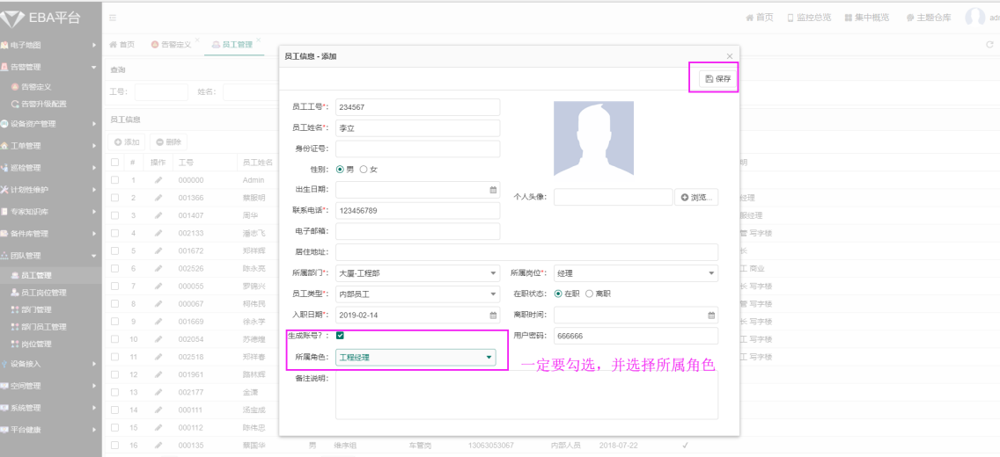 EBA平台
首页 监控总览 集中概览 主题仓库 adm
电子地图
告警管理
告警定义
告警升级配置
设备资产管理
工单管理
巡检管理
计划性维护
专家知识库
备件库管理
团队管理
员工管理
员工岗位管理
部门管理
部门员工管理
岗位管理
设备接入
空间管理
系统管理
平台健康
首页 告警定义 × 员工管理 ×
查询
工号: 姓名:
员工信息
添加 删除
# 操作 工号 员工姓名 明
1 000000 Admin
2 001366 蔡服明 经理
3 001407 周华 服经理
4 002133 潘志飞 管 写字楼
5 001672 郑祥辉 长
6 002526 陈永亮 工 商业
7 000055 罗锦兴 长 写字楼
8 000067 柯伟民 管 写字楼
9 001669 徐永字 长 写字楼
10 002054 苏德煌 工 写字楼
11 002518 郑祥春 工 写字楼
12 001961 路林辉
13 002177 金潇
14 000111 汤宝成
15 000112 陈伟忠
16 000135 蔡国华 男 维序组 车管岗 13063053067 内部人员 2018-07-22 ✓
员工信息 - 添加 ×
保存
员工工号*: 234567
员工姓名*: 李立
身份证号:
性别: 男 女
出生日期:
个人头像: 浏览...
联系电话*: 123456789
电子邮箱:
居住地址:
所属部门*: 大厦-工程部 所属岗位*: 经理
员工类型*: 内部员工 在职状态: 在职 离职
入职日期*: 2019-02-14 离职时间:
生成账号?: 用户密码: 666666
所属角色: 工程经理
一定要勾选，并选择所属角色
备注说明: